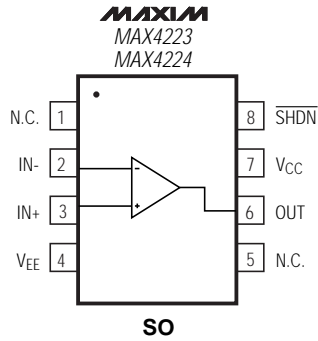 MAXIM
MAX4223
MAX4224
N.C. 1
8 SHDN
IN- 2
7 VCC
IN+ 3
6 OUT
VEE 4
5 N.C.
-
+
SO